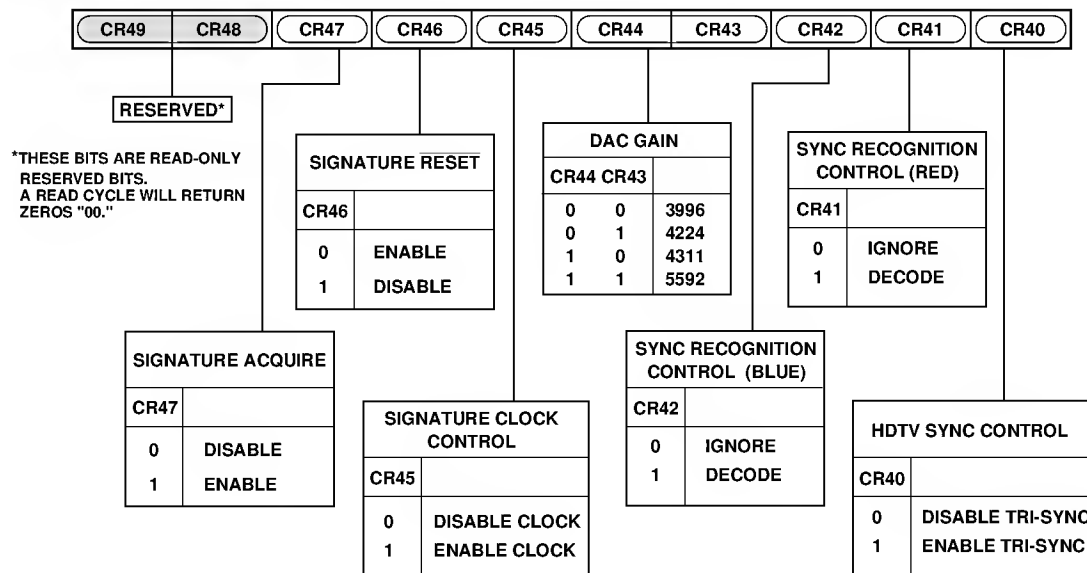 CR49 CR48 CR47 CR46 CR45 CR44 CR43 CR42 CR41 CR40
RESERVED*
*THESE BITS ARE READ-ONLY
RESERVED BITS.
A READ CYCLE WILL RETURN
ZEROS "00."
SIGNATURE RESET
CR46
0 ENABLE
1 DISABLE
DAC GAIN
CR44 CR43
0 0 3996
0 1 4224
1 0 4311
1 1 5592
SYNC RECOGNITION
CONTROL (RED)
CR41
0 IGNORE
1 DECODE
SIGNATURE ACQUIRE
CR47
0 DISABLE
1 ENABLE
SIGNATURE CLOCK
CONTROL
CR45
0 DISABLE CLOCK
1 ENABLE CLOCK
SYNC RECOGNITION
CONTROL (BLUE)
CR42
0 IGNORE
1 DECODE
HDTV SYNC CONTROL
CR40
0 DISABLE TRI-SYNC
1 ENABLE TRI-SYNC